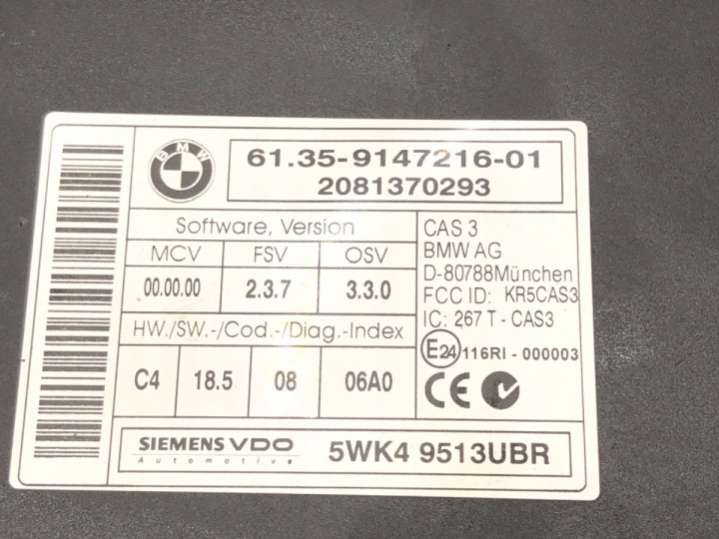 BMW
61.35-9147216-01
2081370293
Software, Version
MCV FSV OSV
00.00.00 2.3.7 3.3.0
HW./SW.-/Cod.-/Diag.-Index
C4 18.5 08 06A0
CAS 3
BMW AG
D-80788München
FCC ID: KR5CAS3
IC: 267 T - CAS3
E24 116RI - 000003
CE
SIEMENS VDO
Automotive
5WK4 9513UBR